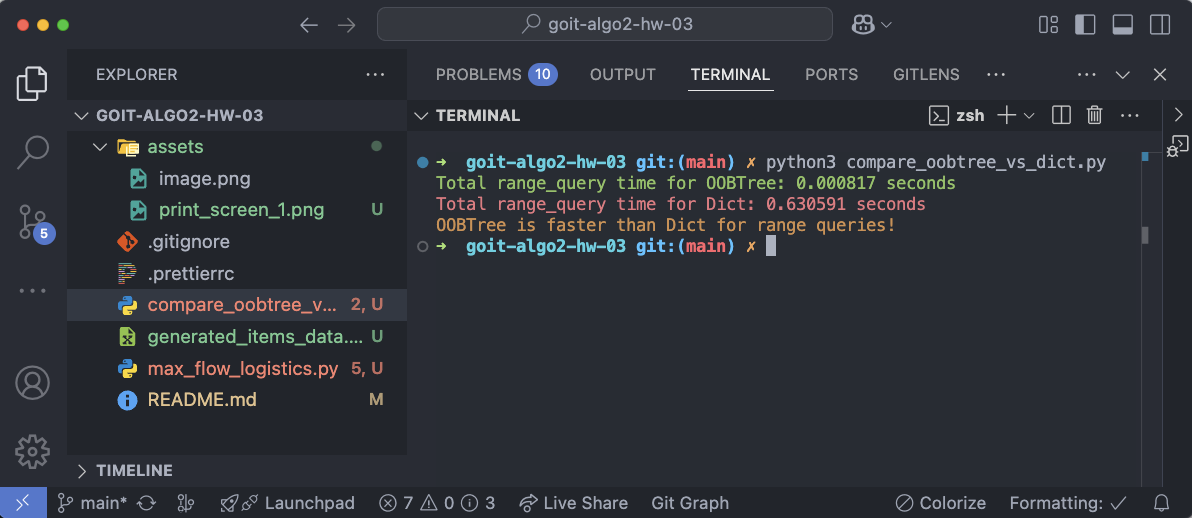 goit-algo2-hw-03
EXPLORER
PROBLEMS 10 OUTPUT TERMINAL PORTS GITLENS
GOIT-ALGO2-HW-03
TERMINAL
zsh
assets
image.png
print_screen_1.png U
.gitignore
.prettierrc
compare_oobtree_v... 2, U
generated_items_data.... U
max_flow_logistics.py 5, U
README.md M
5
➜ goit-algo2-hw-03 git:(main) ✗ python3 compare_oobtree_vs_dict.py
Total range_query time for OOBTree: 0.000817 seconds
Total range_query time for Dict: 0.630591 seconds
OOBTree is faster than Dict for range queries!
➜ goit-algo2-hw-03 git:(main) ✗
TIMELINE
main* Launchpad 7 0 3 Live Share Git Graph Colorize Formatting: ✓